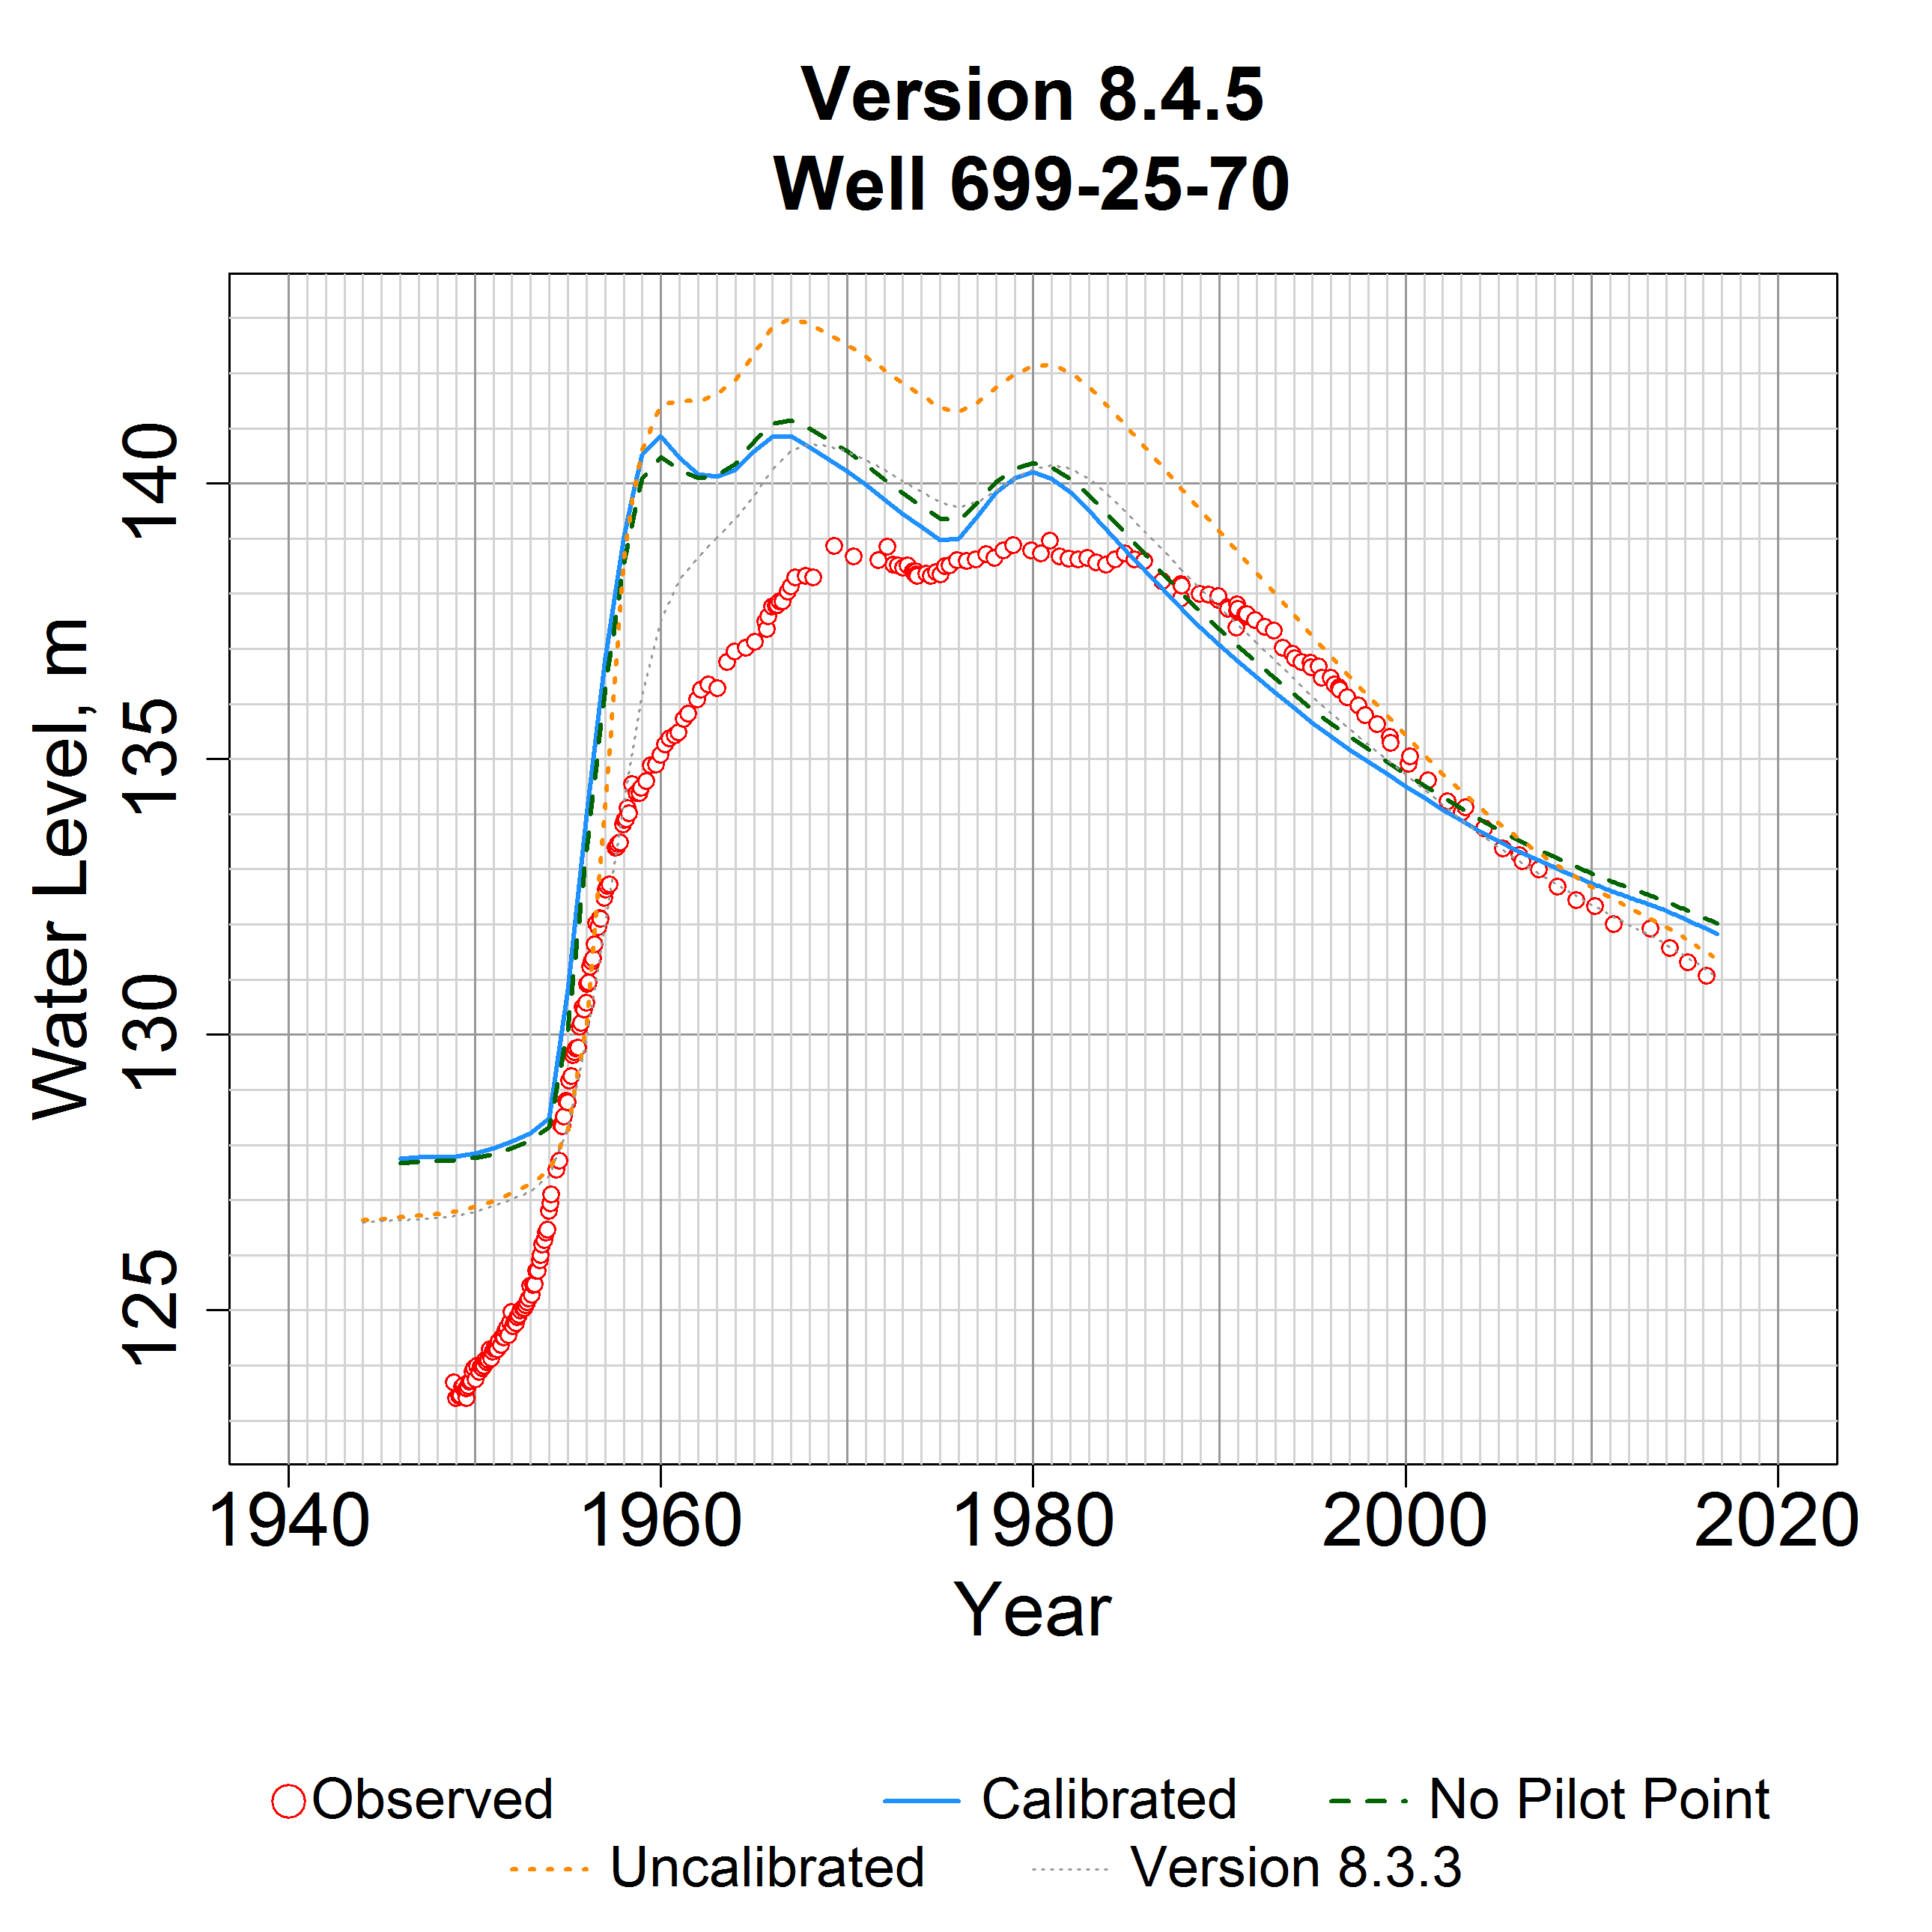 Version 8.4.5
Well 699-25-70
Water Level, m
140
135
130
125
1940 1960 1980 2000 2020
Year
Observed Calibrated No Pilot Point
Uncalibrated Version 8.3.3